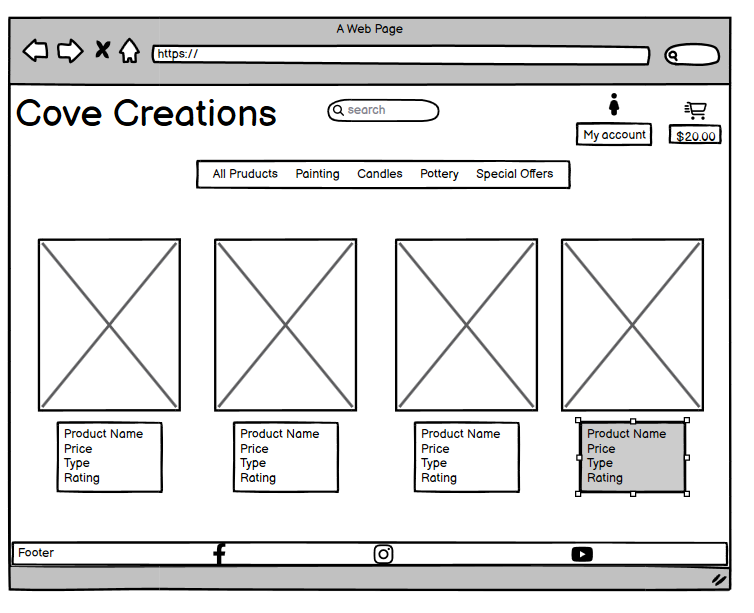 A Web Page
https://
Cove Creations
search
My account
$20.00
All Pruducts Painting Candles Pottery Special Offers
Product Name
Price
Type
Rating
Product Name
Price
Type
Rating
Product Name
Price
Type
Rating
Product Name
Price
Type
Rating
Footer